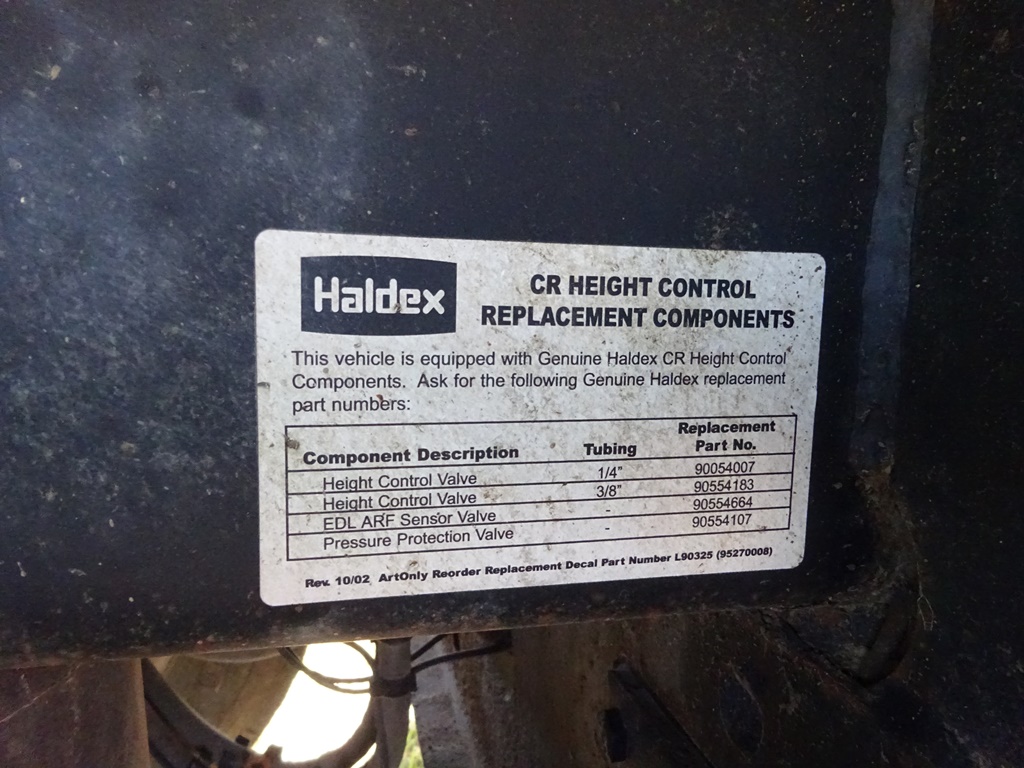 Haldex
CR HEIGHT CONTROL
REPLACEMENT COMPONENTS
This vehicle is equipped with Genuine Haldex CR Height Control
Components. Ask for the following Genuine Haldex replacement
part numbers:
Component Description Tubing Replacement Part No.
Height Control Valve 1/4" 90054007
Height Control Valve 3/8" 90554183
EDL ARF Sensor Valve - 90554664
Pressure Protection Valve - 90554107
Rev. 10/02 ArtOnly Reorder Replacement Decal Part Number L90325 (95270008)